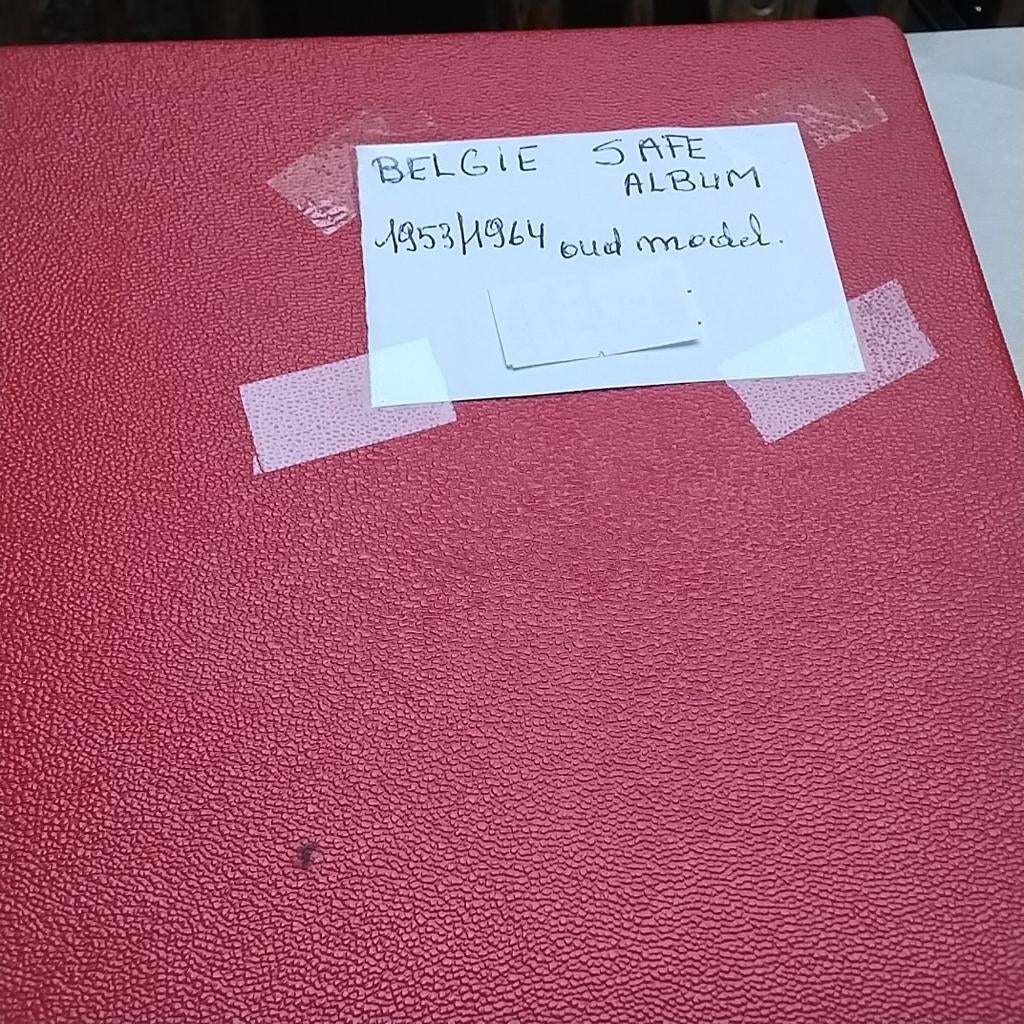 BELGIE SAFE
ALBUM
1953/1964 oud model.